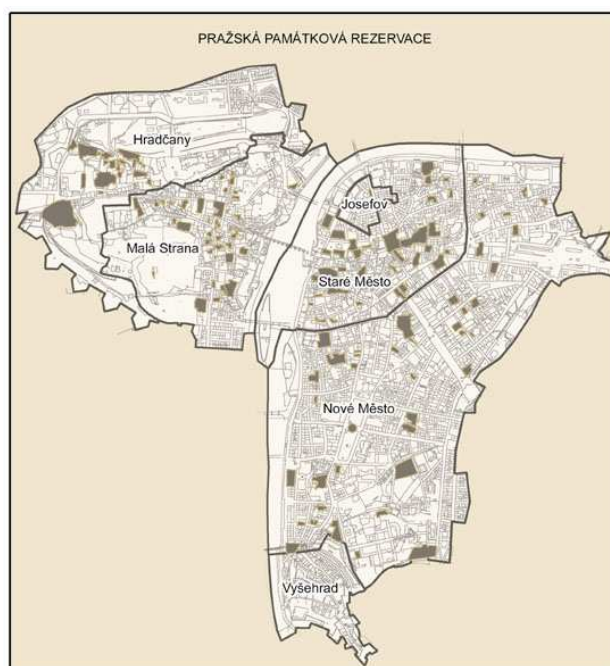 PRAŽSKÁ PAMÁTKOVÁ REZERVACE
Hradčany
Josefov
Malá Strana
Staré Město
Nové Město
Vyšehrad